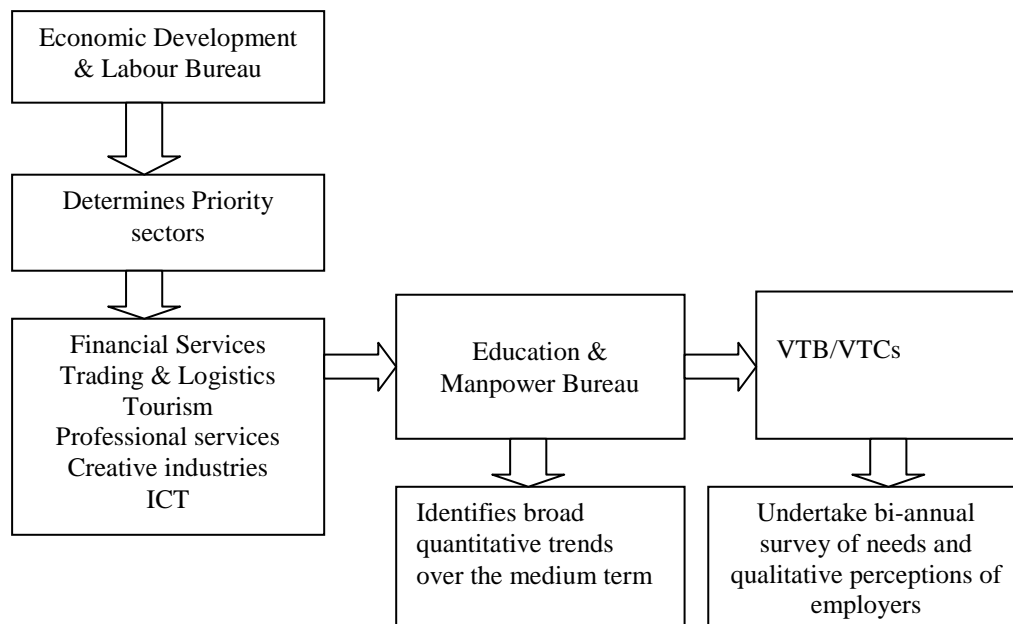 Economic Development
& Labour Bureau
Determines Priority
sectors
Financial Services
Trading & Logistics
Tourism
Professional services
Creative industries
ICT
Education &
Manpower Bureau
VTB/VTCs
Identifies broad
quantitative trends
over the medium term
Undertake bi-annual
survey of needs and
qualitative perceptions of
employers